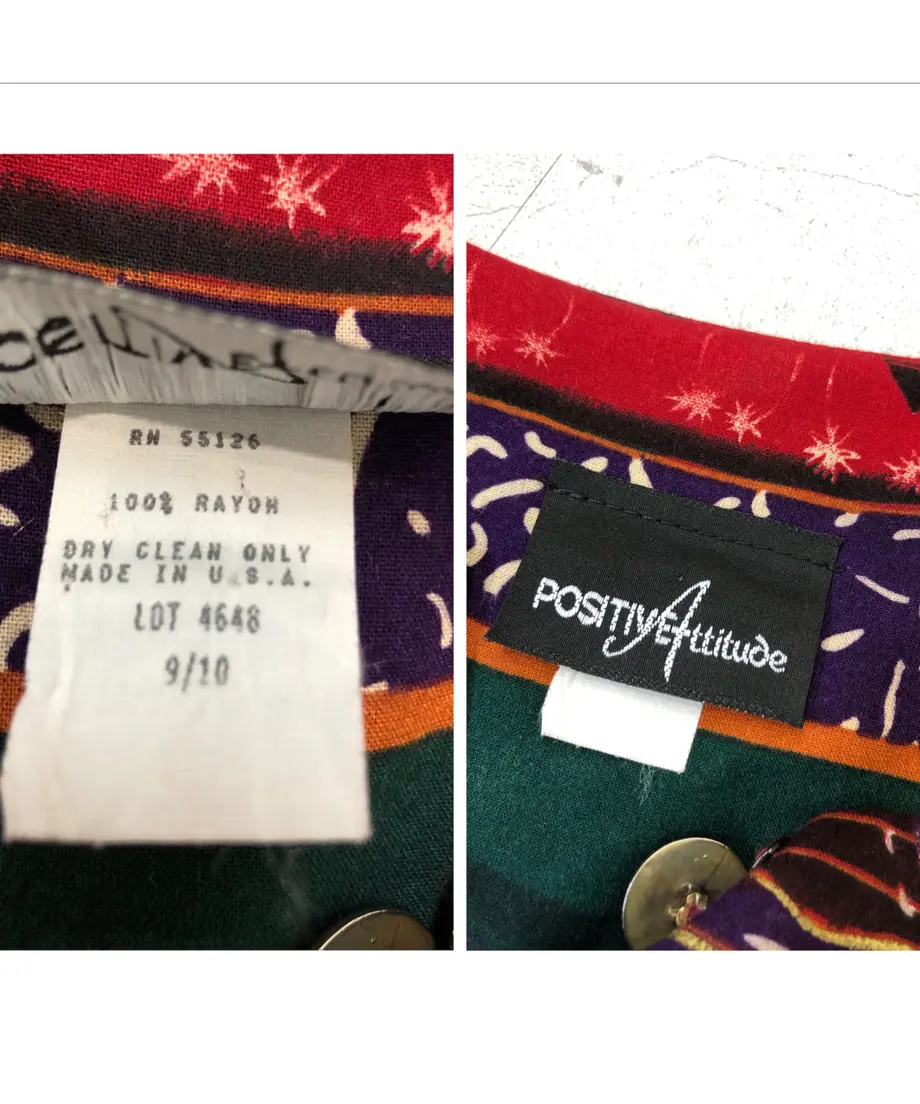 RN 55126
100% RAYON
DRY CLEAN ONLY
MADE IN U.S.A.
LOT 4648
9/10
POSITIVE Attitude